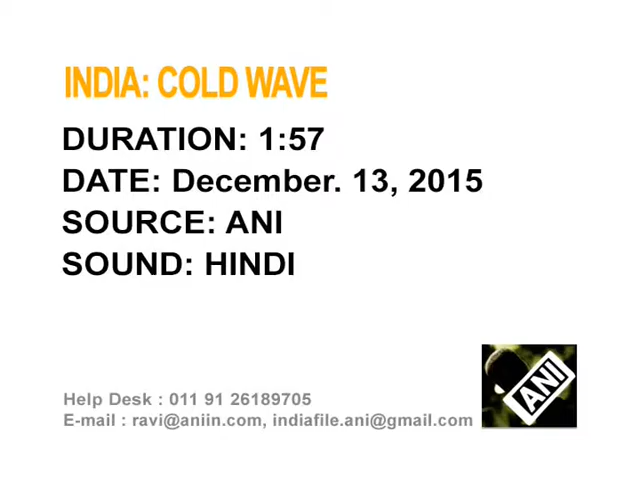 INDIA: COLD WAVE
DURATION: 1:57
DATE: December. 13, 2015
SOURCE: ANI
SOUND: HINDI
Help Desk : 011 91 26189705
E-mail : ravi@aniin.com, indiafile.ani@gmail.com
ANI